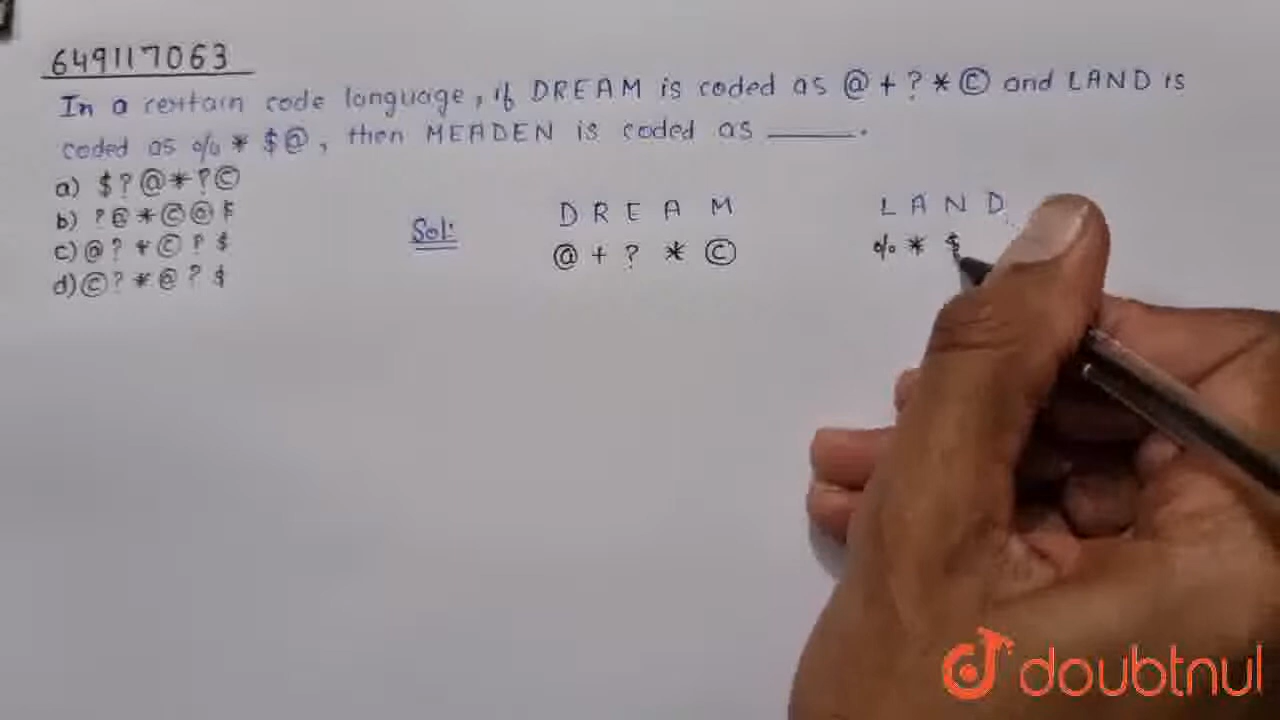 649117063
In a certain code language, if DREAM is coded as @ + ? * © and LAND is
coded as % * $ @, then MEADEN is coded as ______.
a) $ ? @ * ? ©
b) ? @ * © @ $
c) @ ? + © ? $
d) © ? * @ ? $
Sol:
D R E A M
@ + ? * ©
L A N D
% * $
doubtnut